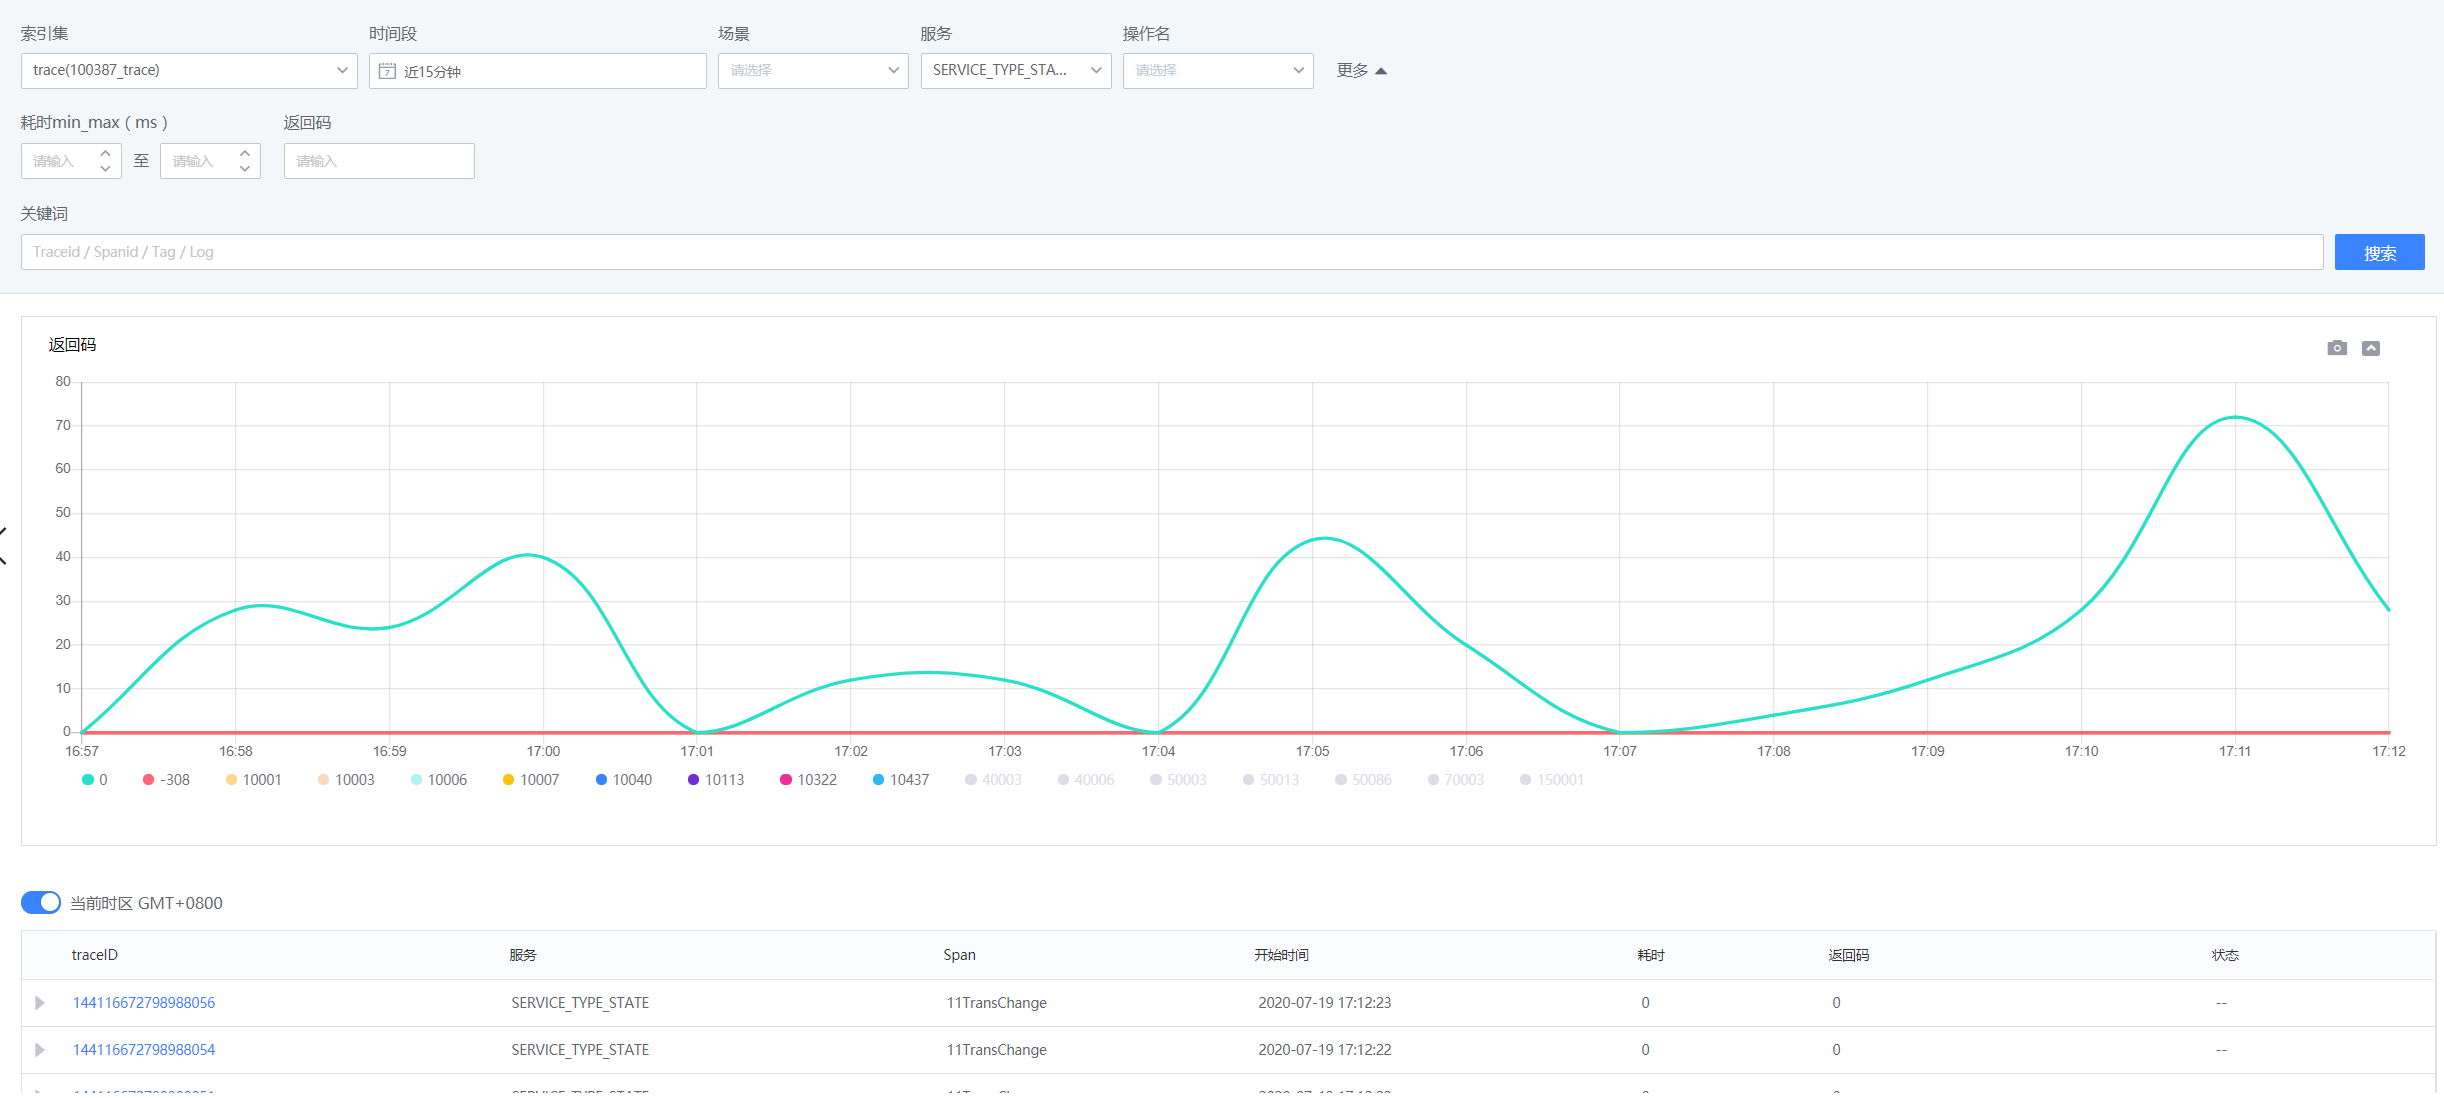 索引集 时间段 场景 服务 操作名
trace(100387_trace) 近15分钟 请选择 SERVICE_TYPE_STA... 请选择 更多
耗时min_max ( ms ) 返回码
请输入 至 请输入 请输入
关键词
Traceid / Spanid / Tag / Log 搜索
返回码
80
70
60
50
40
30
20
10
0
16:57 16:58 16:59 17:00 17:01 17:02 17:03 17:04 17:05 17:06 17:07 17:08 17:09 17:10 17:11 17:12
0 -308 10001 10003 10006 10007 10040 10113 10322 10437 40003 40006 50003 50013 50086 70003 150001
当前时区 GMT+0800
traceID 服务 Span 开始时间 耗时 返回码 状态
144116672798988056 SERVICE_TYPE_STATE 11TransChange 2020-07-19 17:12:23 0 0 --
144116672798988054 SERVICE_TYPE_STATE 11TransChange 2020-07-19 17:12:22 0 0 --